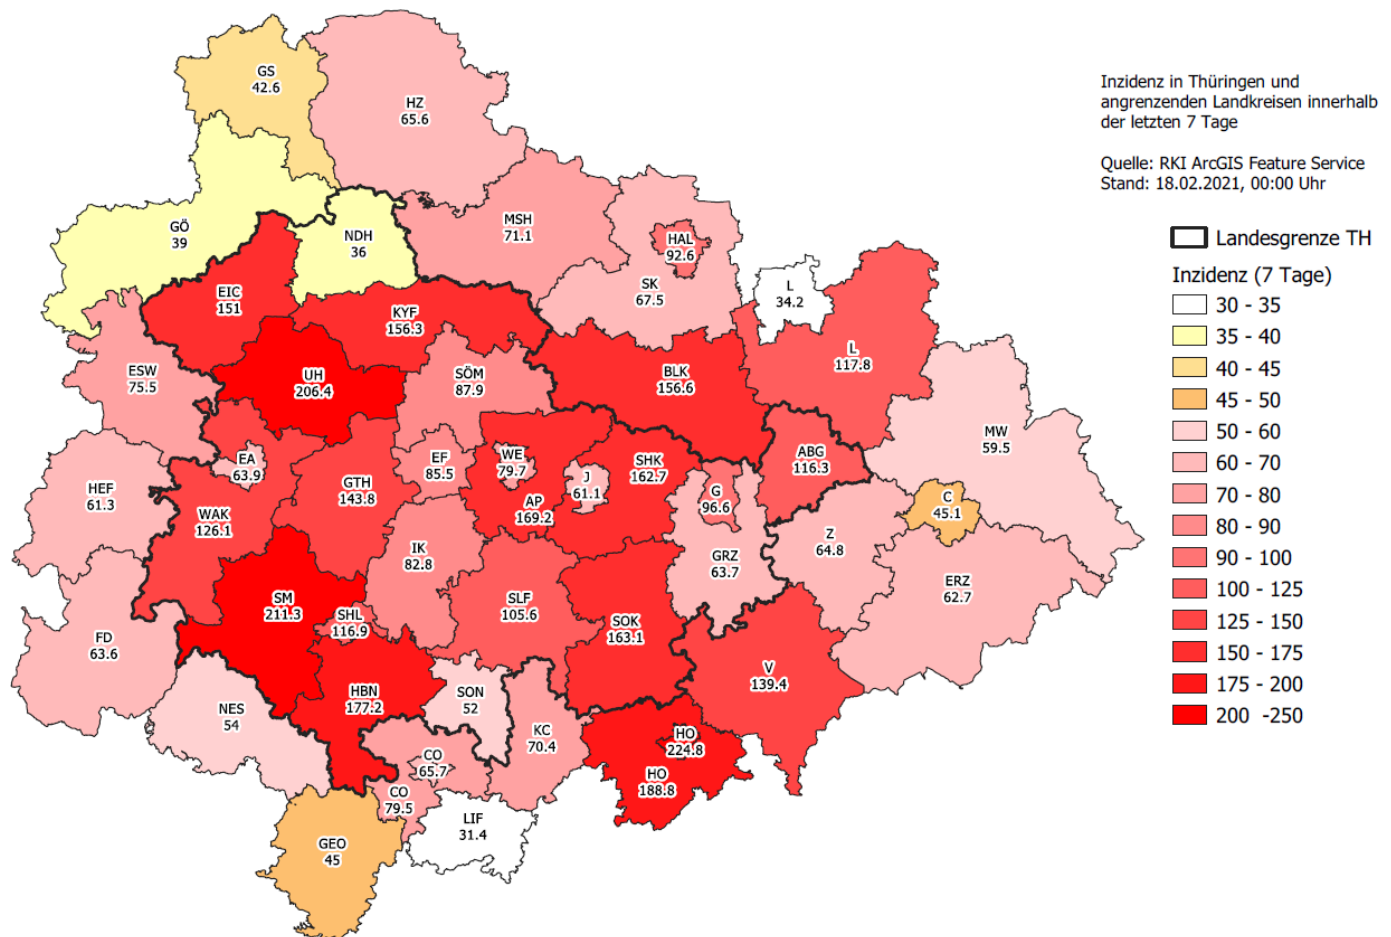 GS
42.6
HZ
65.6
Inzidenz in Thüringen und
angrenzenden Landkreisen innerhalb
der letzten 7 Tage
Quelle: RKI ArcGIS Feature Service
Stand: 18.02.2021, 00:00 Uhr
GÖ
39
NDH
36
MSH
71.1
HAL
92.6
Landesgrenze TH
Inzidenz (7 Tage)
30 - 35
35 - 40
40 - 45
45 - 50
50 - 60
60 - 70
70 - 80
80 - 90
90 - 100
100 - 125
125 - 150
150 - 175
175 - 200
200 -250
EIC
151
KYF
156.3
SK
67.5
L
34.2
ESW
75.5
UH
206.4
SÖM
87.9
BLK
156.6
L
117.8
MW
59.5
HEF
61.3
EA
63.9
GTH
143.8
EF
85.5
WE
79.7
AP
169.2
J
61.1
SHK
162.7
G
96.6
ABG
116.3
C
45.1
WAK
126.1
IK
82.8
GRZ
63.7
Z
64.8
ERZ
62.7
FD
63.6
SM
211.3
SHL
116.9
SLF
105.6
SOK
163.1
V
139.4
NES
54
HBN
177.2
SON
52
KC
70.4
HO
224.8
HO
188.8
CO
65.7
CO
79.5
LIF
31.4
GEO
45